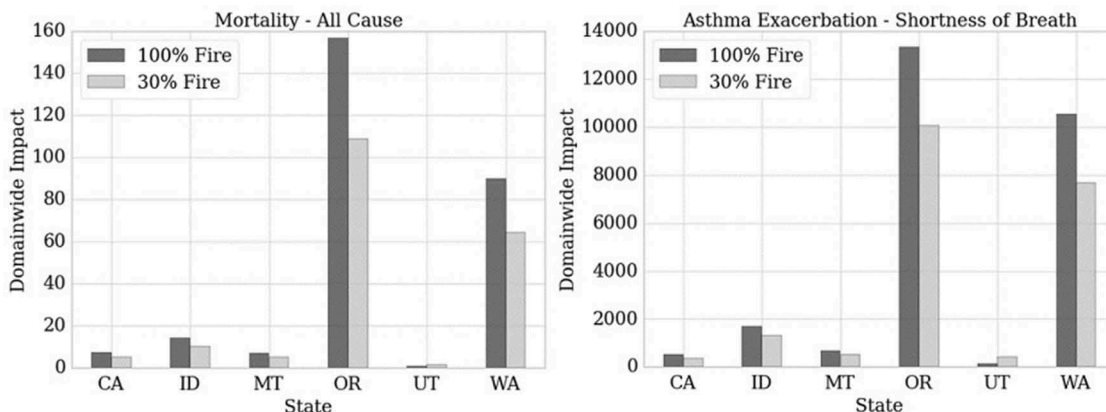 Mortality - All Cause
160
140
120
100
80
60
40
20
0
Domainwide Impact
100% Fire
30% Fire
CA ID MT OR UT WA
State
Asthma Exacerbation - Shortness of Breath
14000
12000
10000
8000
6000
4000
2000
0
Domainwide Impact
100% Fire
30% Fire
CA ID MT OR UT WA
State